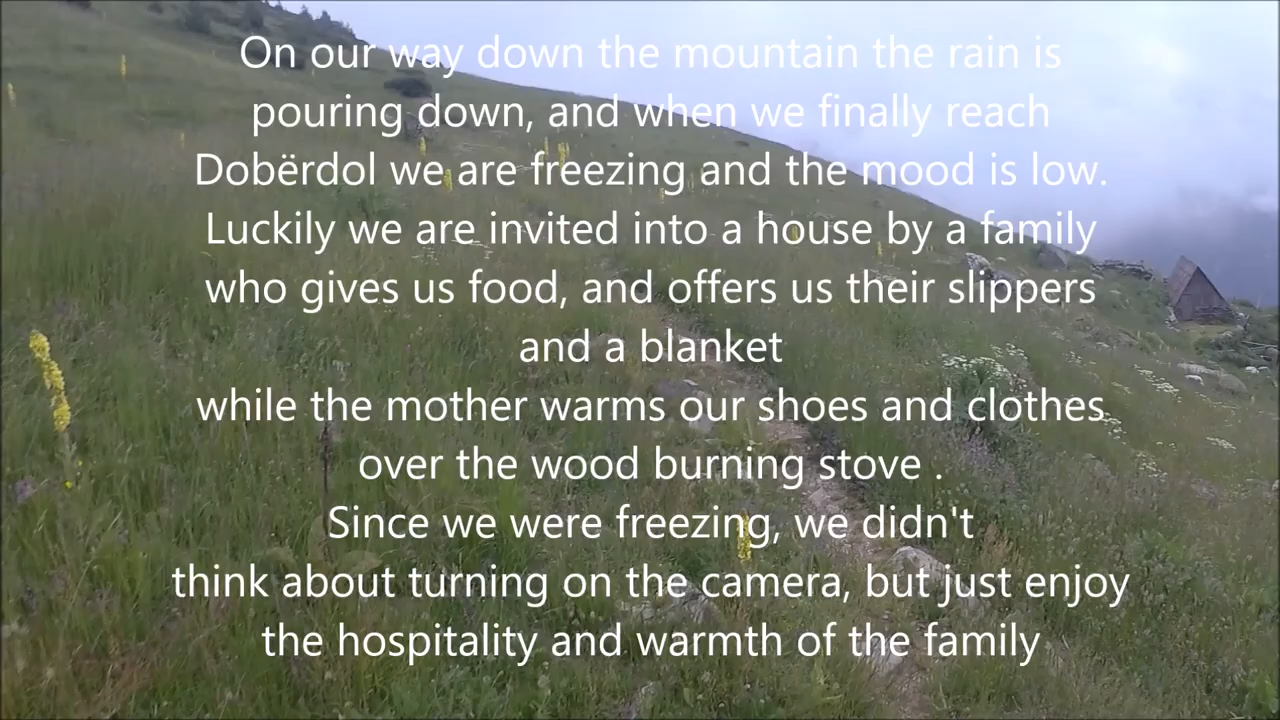 On our way down the mountain the rain is
pouring down, and when we finally reach
Dobërdol we are freezing and the mood is low.
Luckily we are invited into a house by a family
who gives us food, and offers us their slippers
and a blanket
while the mother warms our shoes and clothes
over the wood burning stove .
Since we were freezing, we didn't
think about turning on the camera, but just enjoy
the hospitality and warmth of the family